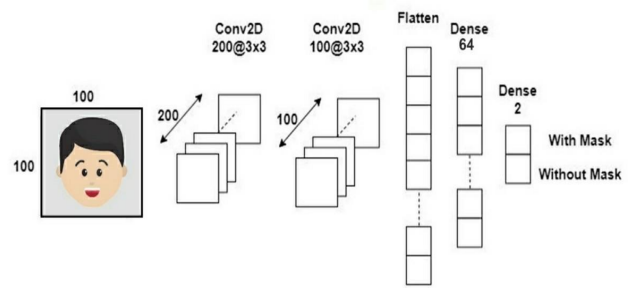 100
100
Conv2D
200@3x3
200
Conv2D
100@3x3
100
Flatten
Dense
64
Dense
2
With Mask
Without Mask